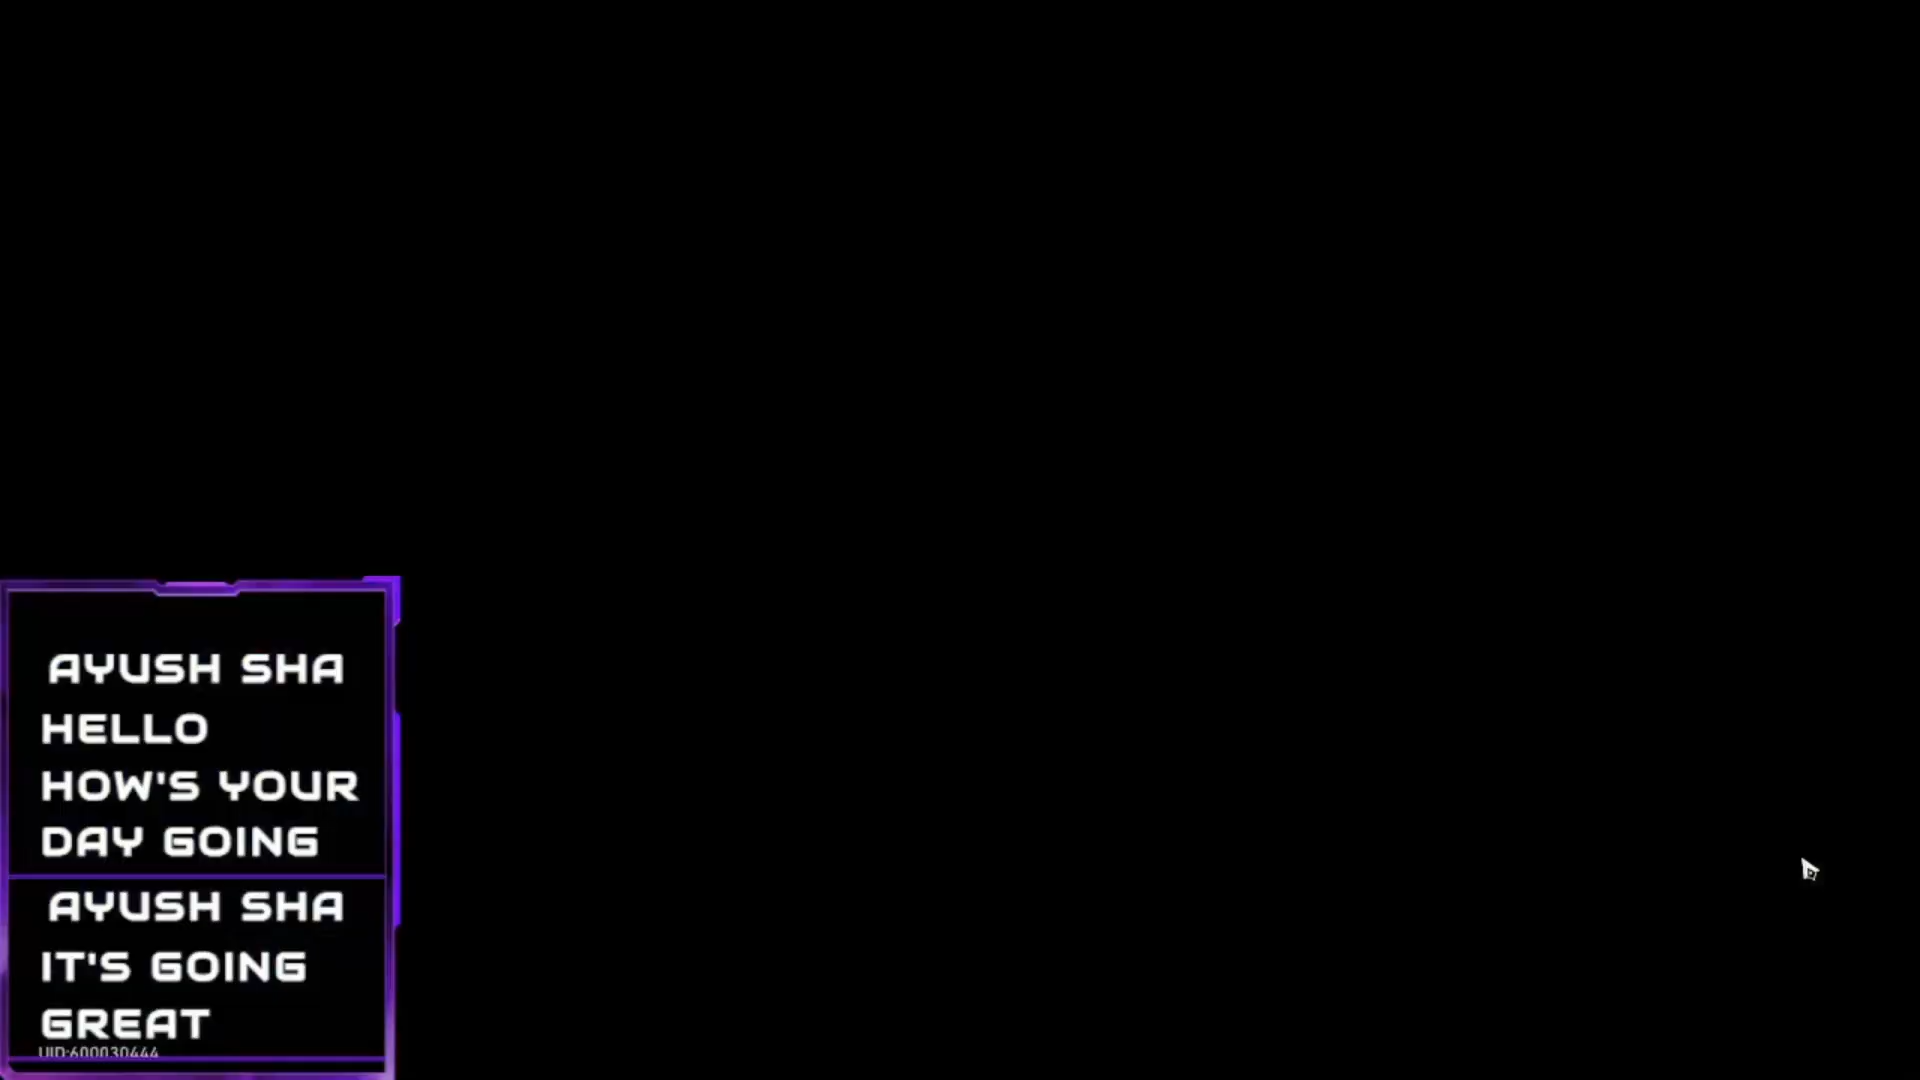 AYUSH SHA
HELLO
HOW'S YOUR
DAY GOING
AYUSH SHA
IT'S GOING
GREAT
UID:600030444